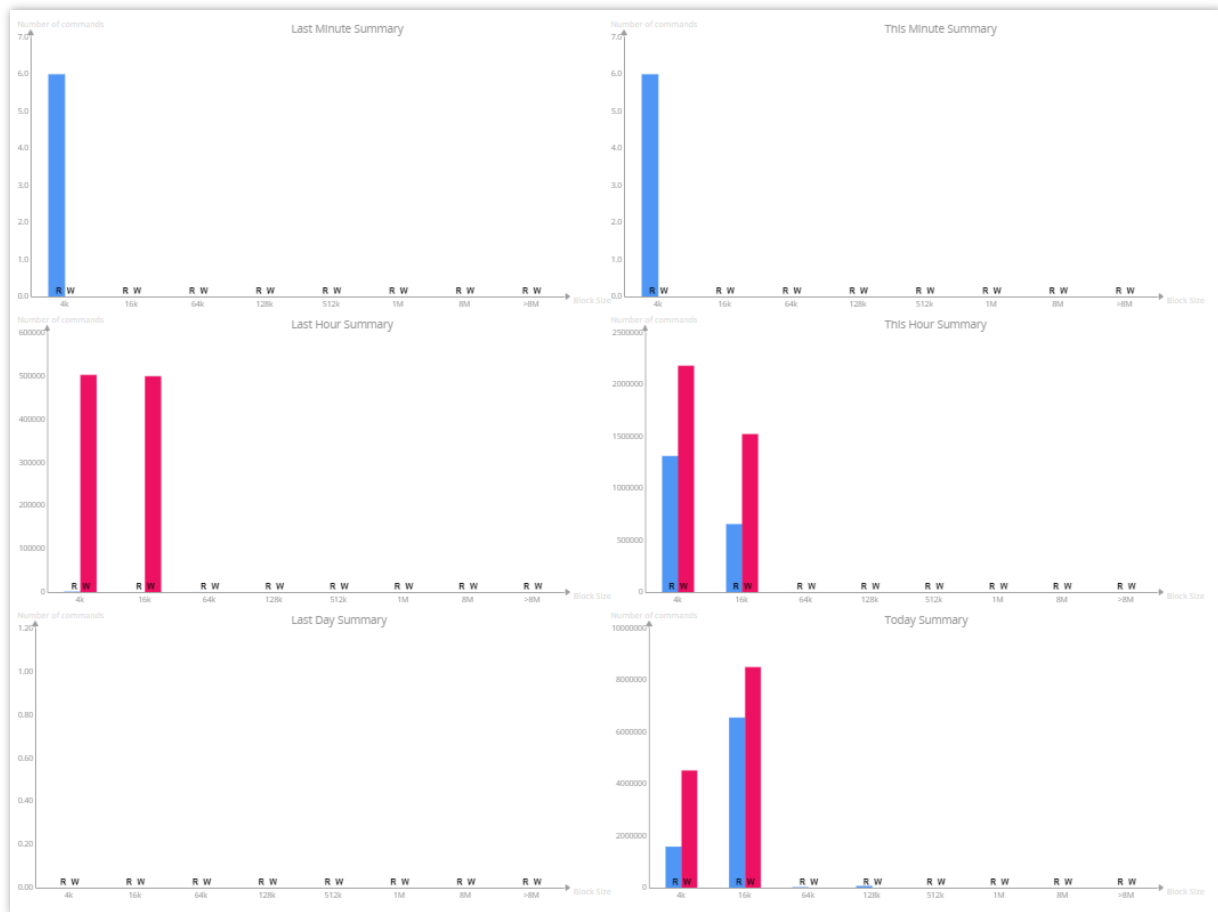 Number of commands
Last Minute Summary
7.0
6.0
5.0
4.0
3.0
2.0
1.0
0.0
R W R W R W R W R W R W R W R W
4k 16k 64k 128k 512k 1M 8M >8M
Block Size
Number of commands
This Minute Summary
7.0
6.0
5.0
4.0
3.0
2.0
1.0
0.0
R W R W R W R W R W R W R W R W
4k 16k 64k 128k 512k 1M 8M >8M
Block Size
Number of commands
Last Hour Summary
600000
500000
400000
300000
200000
100000
0
R W R W R W R W R W R W R W R W
4k 16k 64k 128k 512k 1M 8M >8M
Block Size
Number of commands
This Hour Summary
2500000
2000000
1500000
1000000
500000
0
R W R W R W R W R W R W R W R W
4k 16k 64k 128k 512k 1M 8M >8M
Block Size
Number of commands
Last Day Summary
1.20
1.00
0.80
0.60
0.40
0.20
0.00
R W R W R W R W R W R W R W R W
4k 16k 64k 128k 512k 1M 8M >8M
Block Size
Number of commands
Today Summary
10000000
8000000
6000000
4000000
2000000
0
R W R W R W R W R W R W R W R W
4k 16k 64k 128k 512k 1M 8M >8M
Block Size